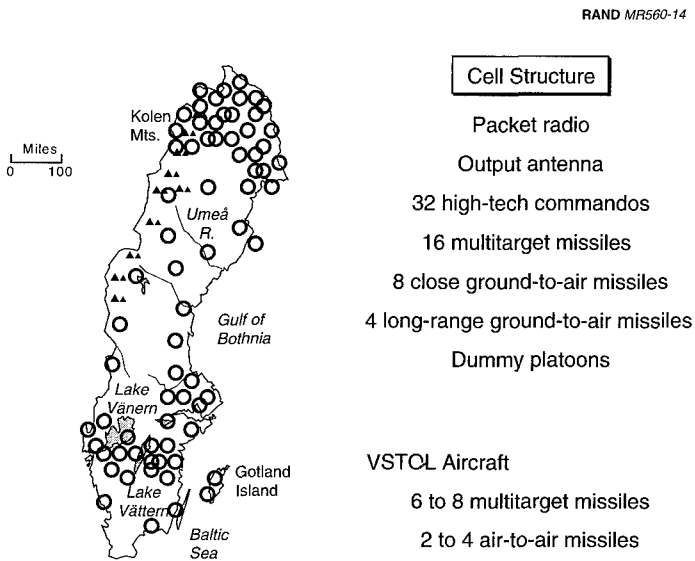 RAND MR560-14
Cell Structure
Kolen
Mts.
Miles
0 100
Umeå
R.
Gulf of
Bothnia
Lake
Vänern
Gotland
Island
Lake
Vättern
Baltic
Sea
Packet radio
Output antenna
32 high-tech commandos
16 multitarget missiles
8 close ground-to-air missiles
4 long-range ground-to-air missiles
Dummy platoons
VSTOL Aircraft
6 to 8 multitarget missiles
2 to 4 air-to-air missiles